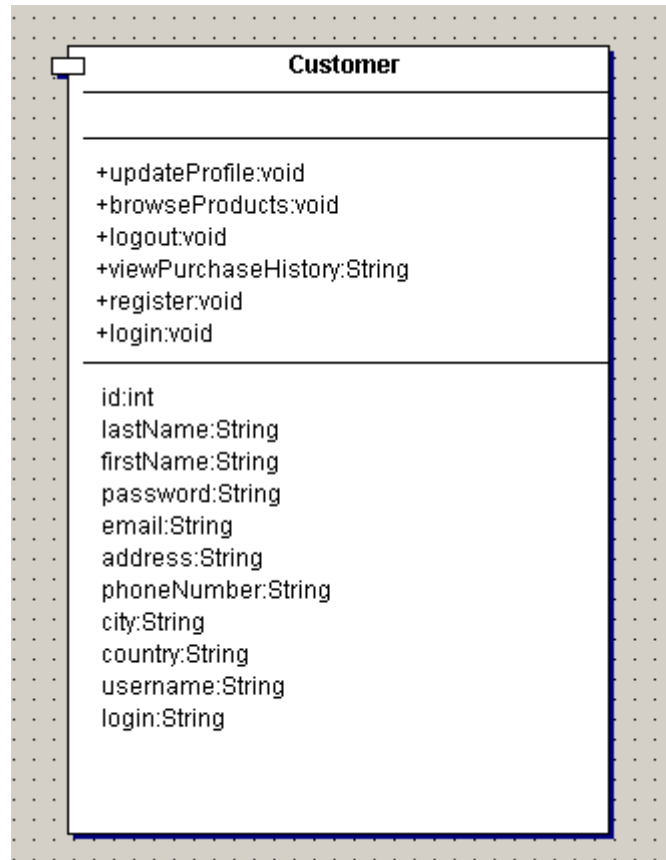 Customer
+updateProfile:void
+browseProducts:void
+logout:void
+viewPurchaseHistory:String
+register:void
+login:void
id:int
lastName:String
firstName:String
password:String
email:String
address:String
phoneNumber:String
city:String
country:String
username:String
login:String